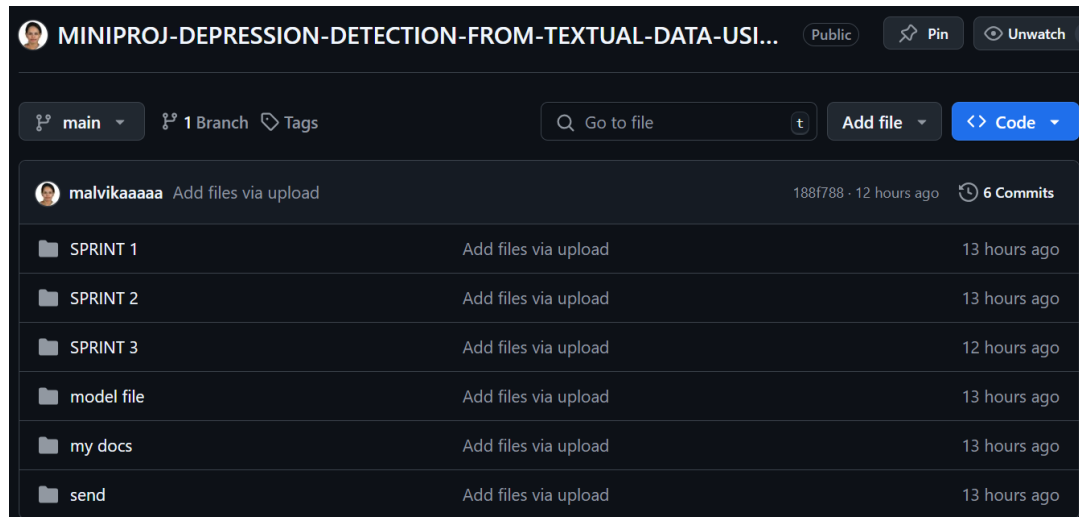 MINIPROJ-DEPRESSION-DETECTION-FROM-TEXTUAL-DATA-USI... Public Pin Unwatch
main 1 Branch Tags Go to file t Add file Code
malvikaaaaa Add files via upload 188f788 · 12 hours ago 6 Commits
SPRINT 1 Add files via upload 13 hours ago
SPRINT 2 Add files via upload 13 hours ago
SPRINT 3 Add files via upload 12 hours ago
model file Add files via upload 13 hours ago
my docs Add files via upload 13 hours ago
send Add files via upload 13 hours ago